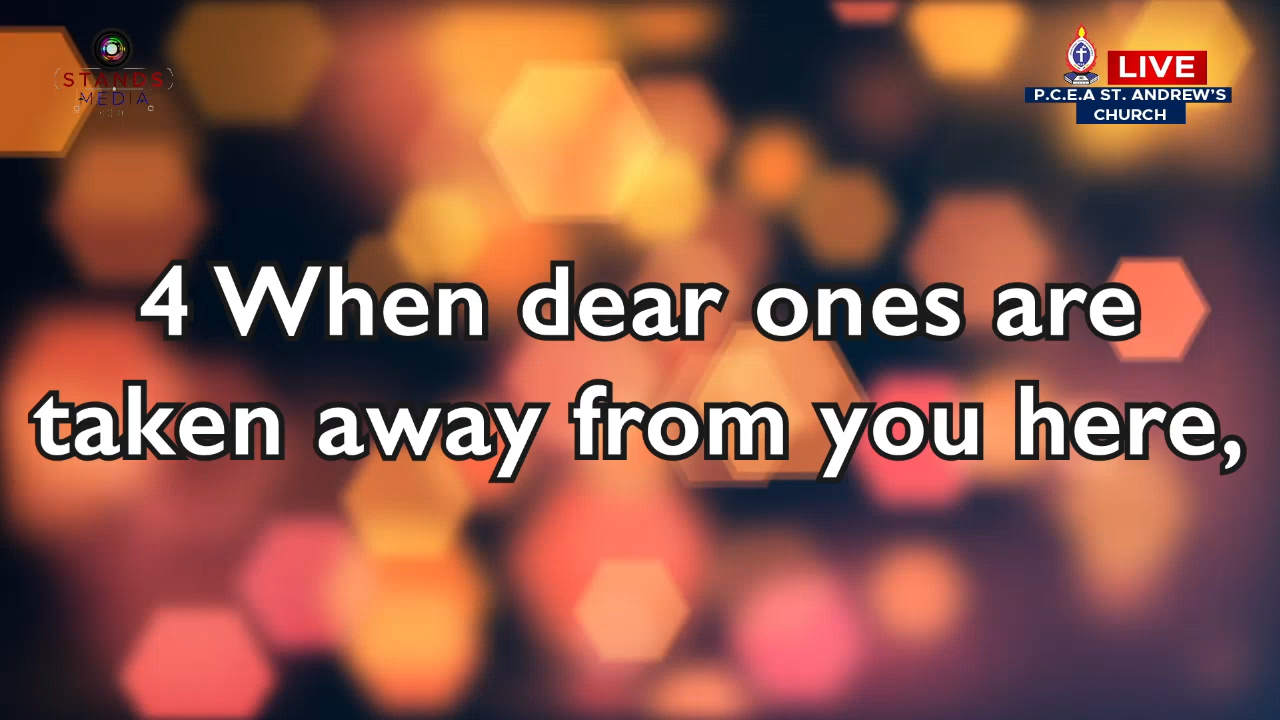 STANDS
MEDIA
LIVE
P.C.E.A ST. ANDREW'S
CHURCH
4 When dear ones are
taken away from you here,